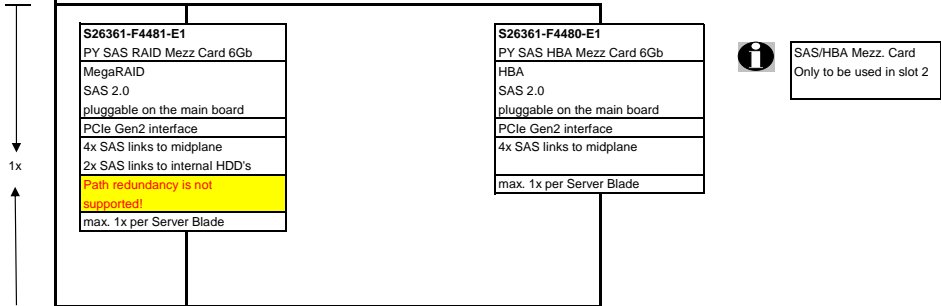 S26361-F4481-E1
PY SAS RAID Mezz Card 6Gb
MegaRAID
SAS 2.0
pluggable on the main board
PCIe Gen2 interface
4x SAS links to midplane
2x SAS links to internal HDD's
Path redundancy is not
supported!
max. 1x per Server Blade
S26361-F4480-E1
PY SAS HBA Mezz Card 6Gb
HBA
SAS 2.0
pluggable on the main board
PCIe Gen2 interface
4x SAS links to midplane
max. 1x per Server Blade
SAS/HBA Mezz. Card
Only to be used in slot 2
1x